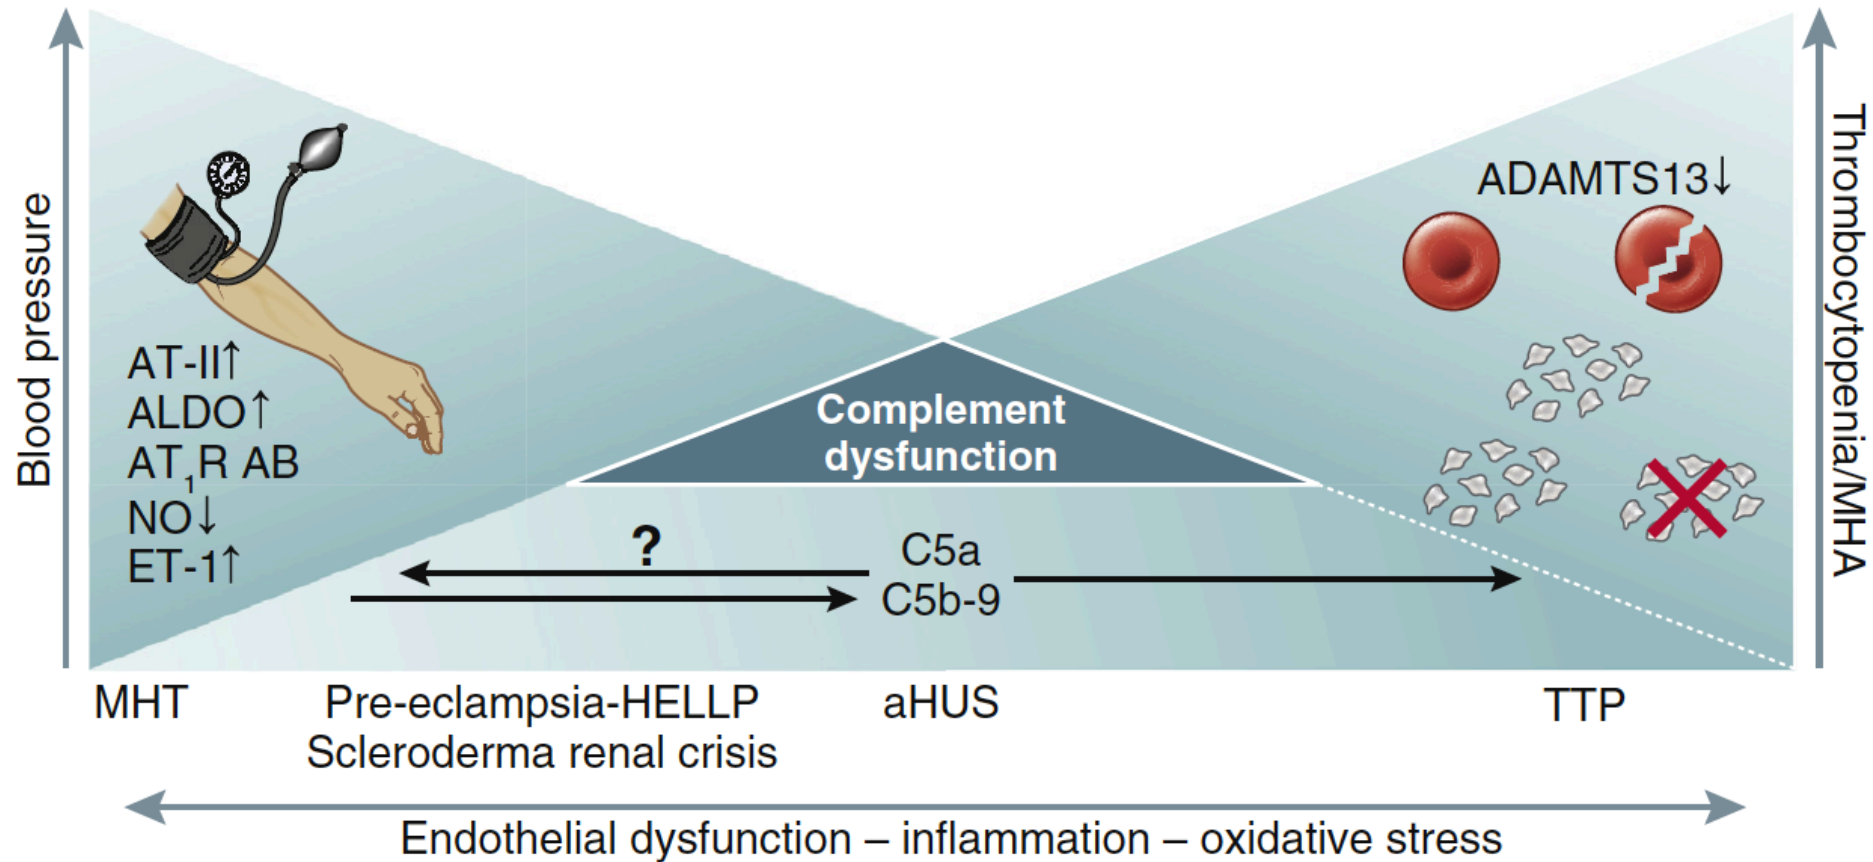 Blood pressure
AT-II↑
ALDO↑
AT₁R AB
NO↓
ET-1↑
Complement
dysfunction
?
C5a
C5b-9
ADAMTS13↓
Thrombocytopenia/MHA
MHT
Pre-eclampsia-HELLP
Scleroderma renal crisis
aHUS
TTP
Endothelial dysfunction – inflammation – oxidative stress